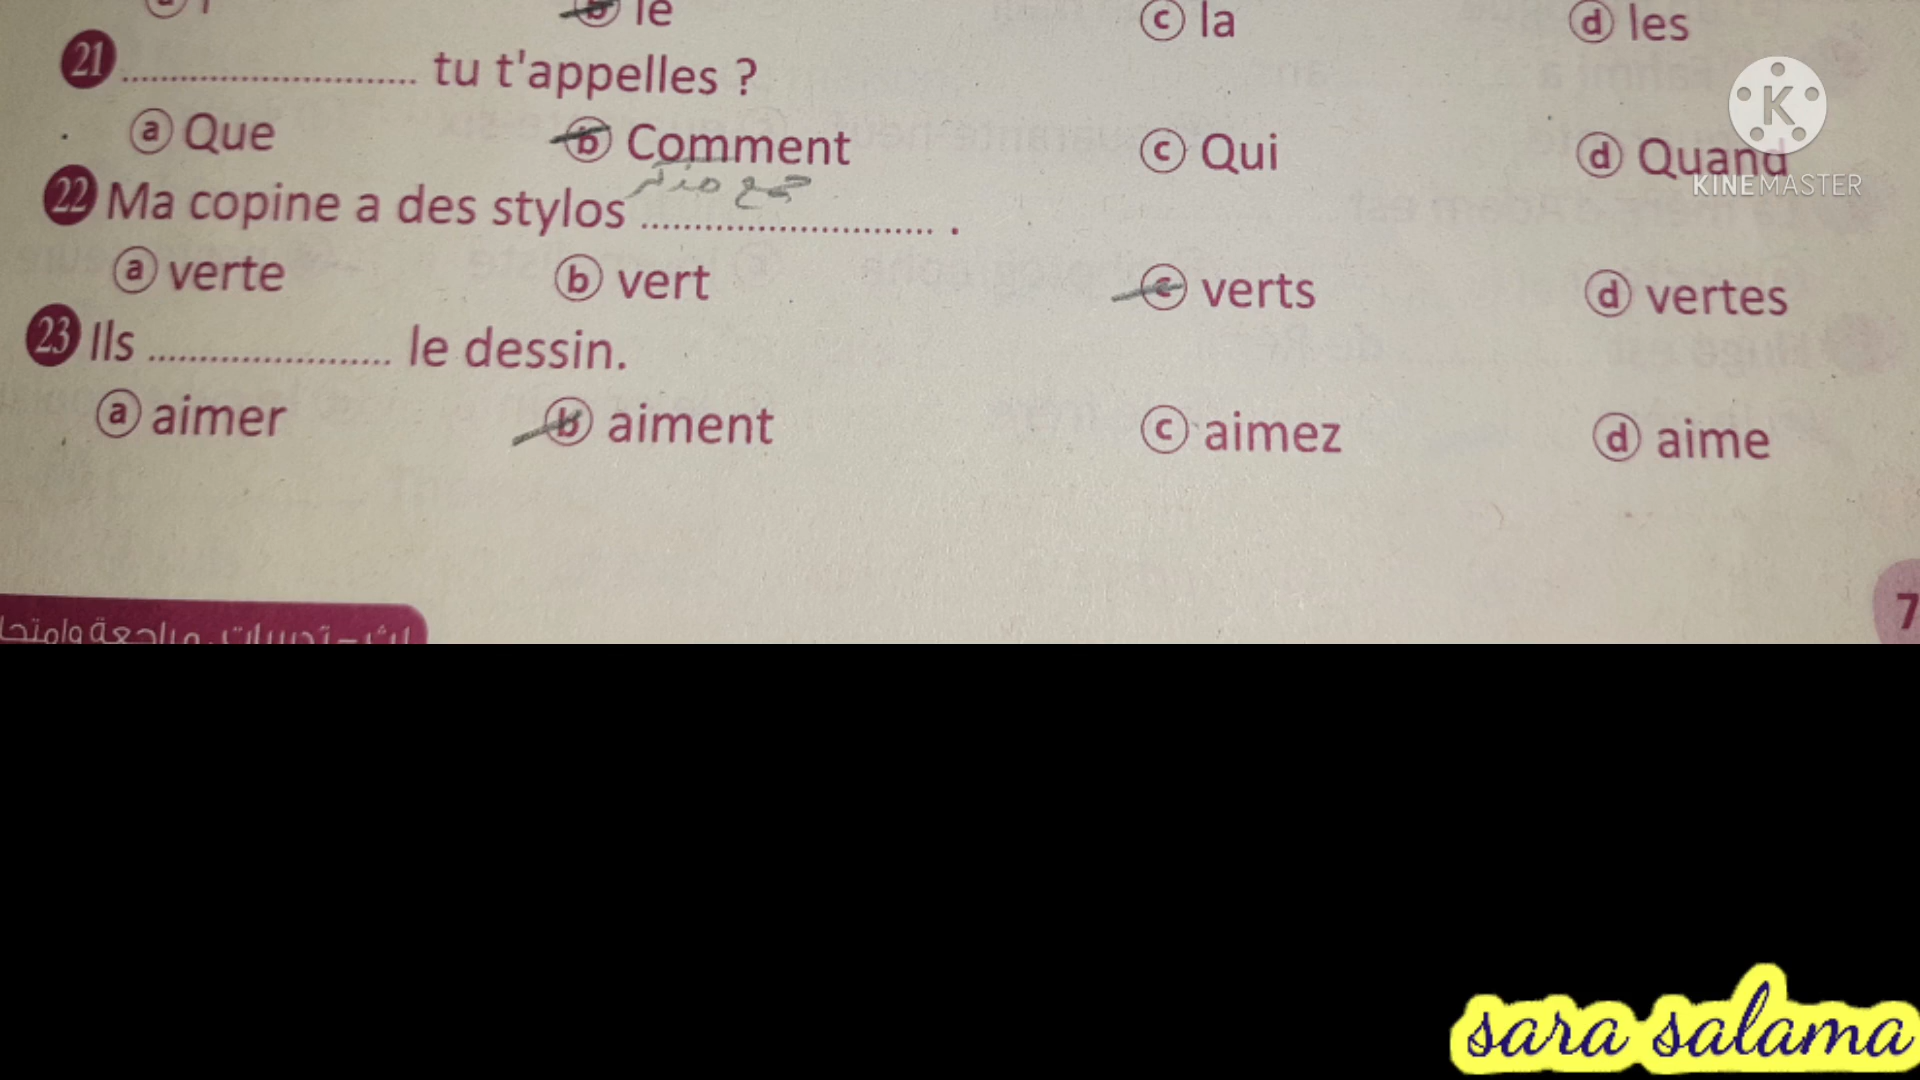 le c la d les
21 ........................ tu t'appelles ?
a Que b Comment c Qui d Quand
KINEMASTER
جمع مذكر
22 Ma copine a des stylos ........................ .
a verte b vert c verts d vertes
23 Ils ........................ le dessin.
a aimer b aiment c aimez d aime
7
sara salama